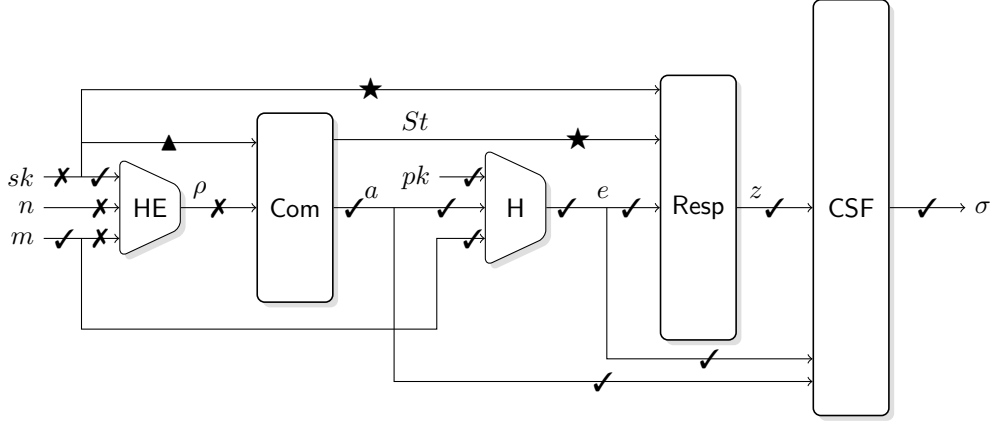 St
sk ✗ ✓ pk ✓
n ✗ HE ρ ✗ Com ✓ a ✓ H ✓ e ✓ Resp z ✓ CSF ✓ σ
m ✓ ✗ ✓
✓
✓